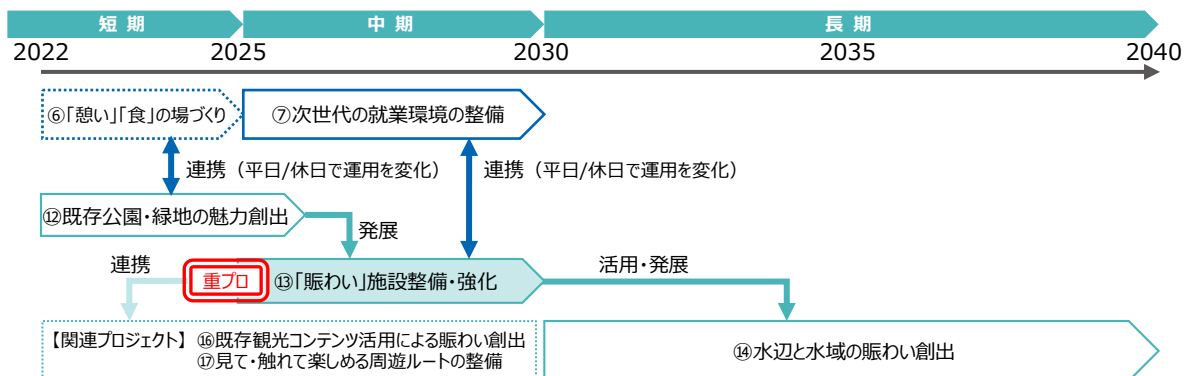 短期 中期 長期
2022 2025 2030 2035 2040
⑥「憩い」「食」の場づくり ⑦次世代の就業環境の整備
連携（平日/休日で運用を変化） 連携（平日/休日で運用を変化）
⑫既存公園・緑地の魅力創出
発展
連携 重プロ ⑬「賑わい」施設整備・強化 活用・発展
【関連プロジェクト】 ⑯既存観光コンテンツ活用による賑わい創出
⑰見て・触れて楽しめる周遊ルートの整備
⑭水辺と水域の賑わい創出